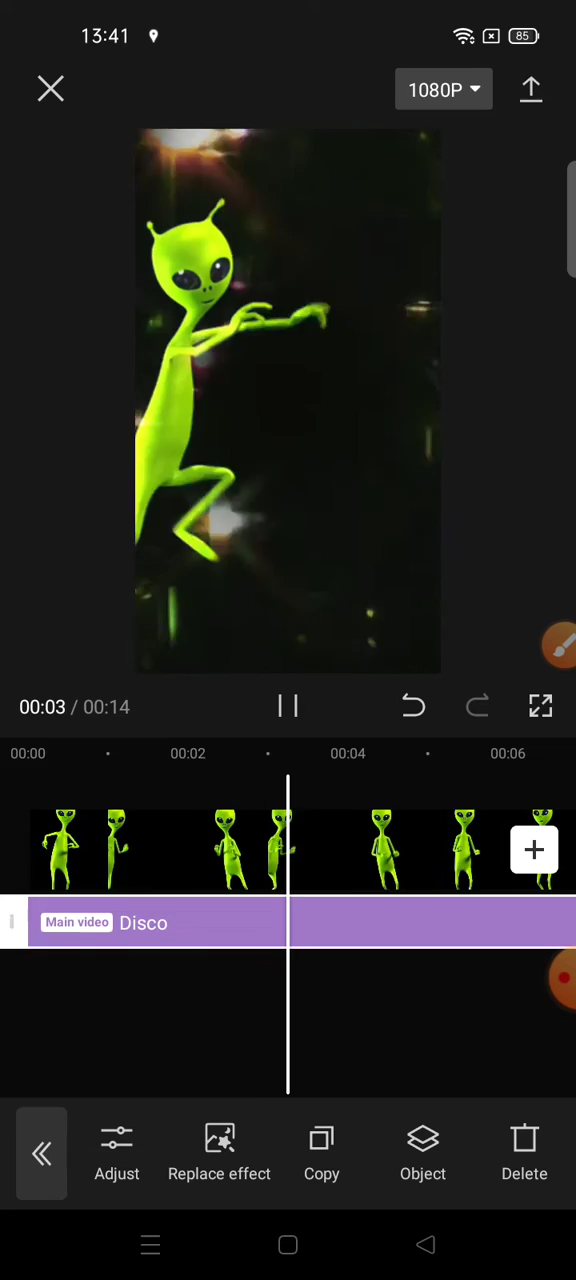 13:41 85
1080P
00:03 / 00:14
00:00 00:02 00:04 00:06
Main video Disco
Adjust Replace effect Copy Object Delete